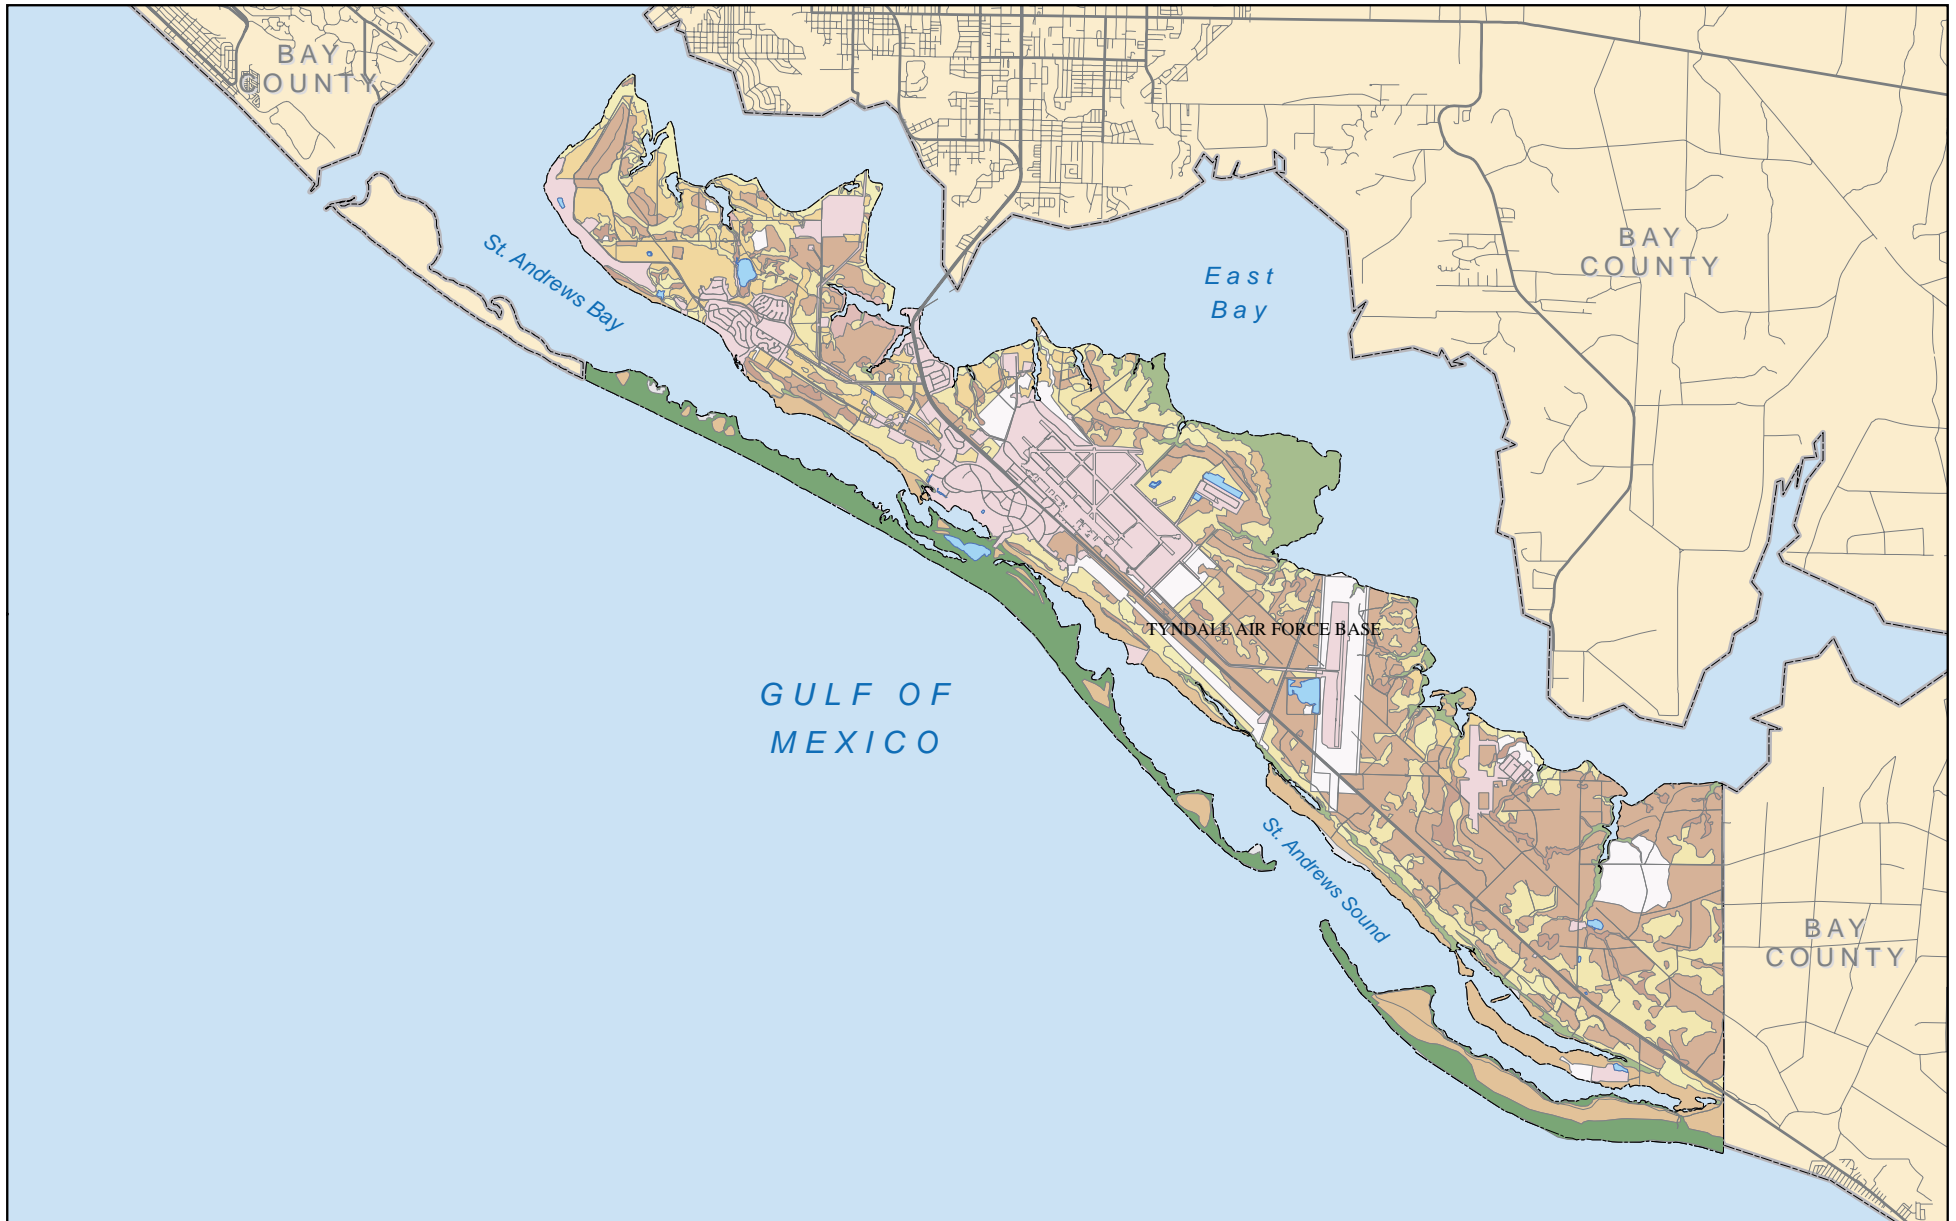 BAY
COUNTY
St. Andrews Bay
East
Bay
BAY
COUNTY
TYNDALL AIR FORCE BASE
GULF OF
MEXICO
St. Andrews Sound
BAY
COUNTY